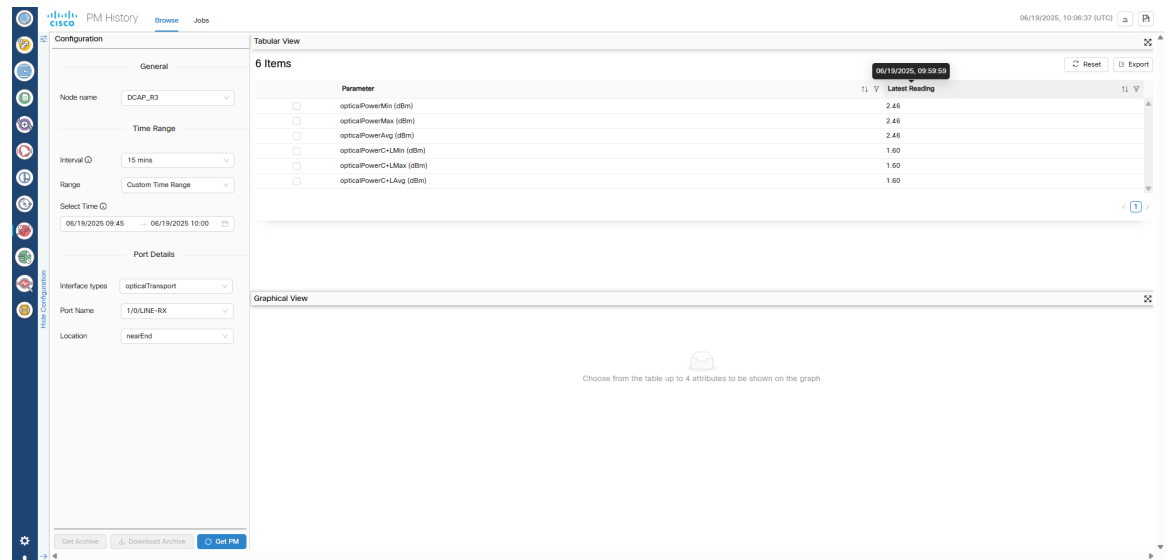 CISCO PM History Browse Jobs 06/19/2025, 10:06:37 (UTC)
Configuration
General
Node name DCAP_R3
Time Range
Interval 15 mins
Range Custom Time Range
Select Time
06/19/2025 09:45 → 06/19/2025 10:00
Port Details
Interface types opticalTransport
Port Name 1/0/LINE-RX
Location nearEnd
Get Archive Download Archive Get PM
Hide Configuration
Tabular View
6 Items Reset Export
06/19/2025, 09:59:59
Parameter Latest Reading
opticalPowerMin (dBm) 2.46
opticalPowerMax (dBm) 2.46
opticalPowerAvg (dBm) 2.46
opticalPowerC+LMin (dBm) 1.60
opticalPowerC+LMax (dBm) 1.60
opticalPowerC+LAvg (dBm) 1.60
< 1 >
Graphical View
Choose from the table up to 4 attributes to be shown on the graph